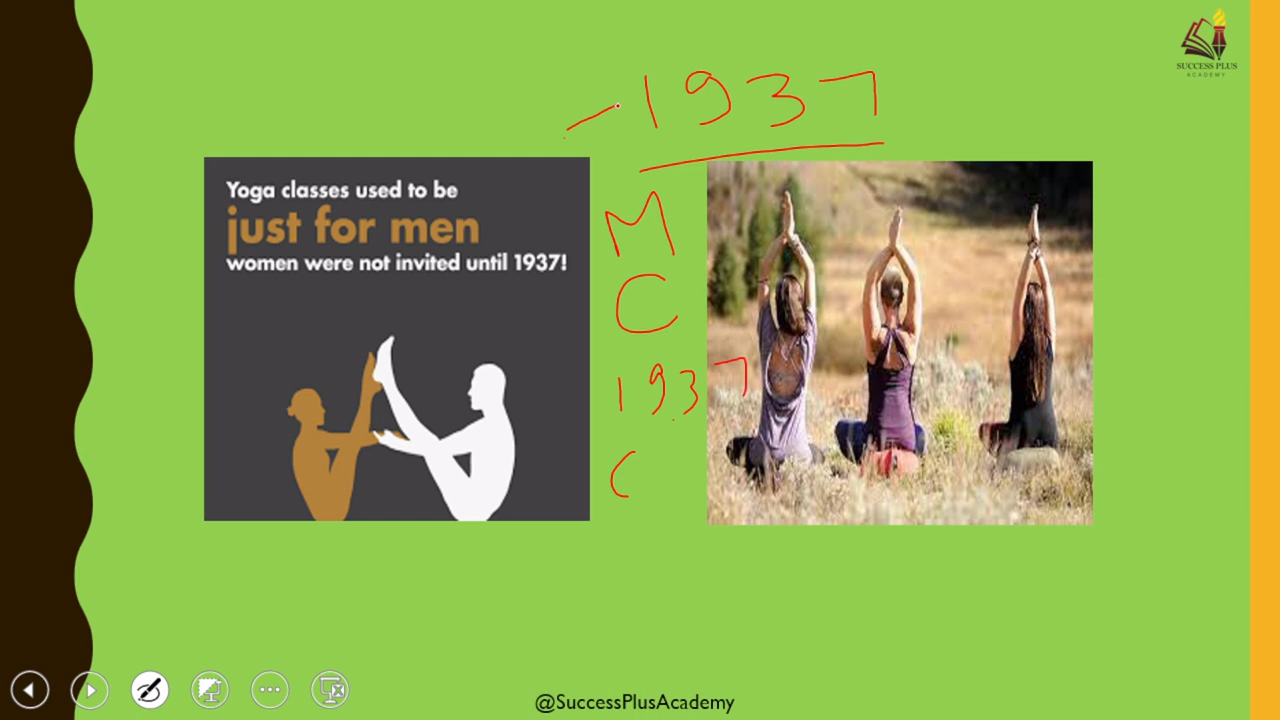 SUCCESS PLUS
ACADEMY
1937
Yoga classes used to be
just for men
women were not invited until 1937!
M
C
1937
C
@SuccessPlusAcademy